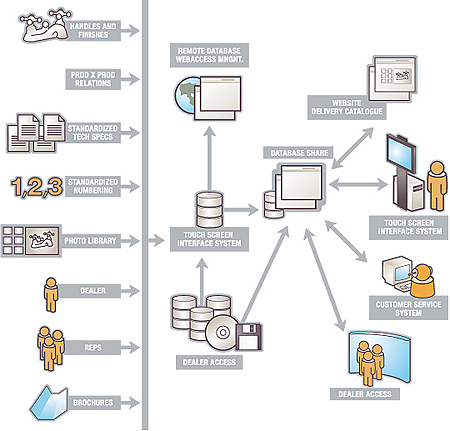 HANDLES AND
FINISHES
PROD X PROD
RELATIONS
STANDARDIZED
TECH SPECS
1,2,3
STANDARDIZED
NUMBERING
PHOTO LIBRARY
DEALER
REPS
BROCHURES
REMOTE DATABASE
WEBACCESS MNGNT.
TOUCH SCREEN
INTERFACE SYSTEM
DEALER ACCESS
DATABASE SHARE
WEBSITE
DELIVERY CATALOGUE
TOUCH SCREEN
INTERFACE SYSTEM
CUSTOMER SERVICE
SYSTEM
DEALER ACCESS